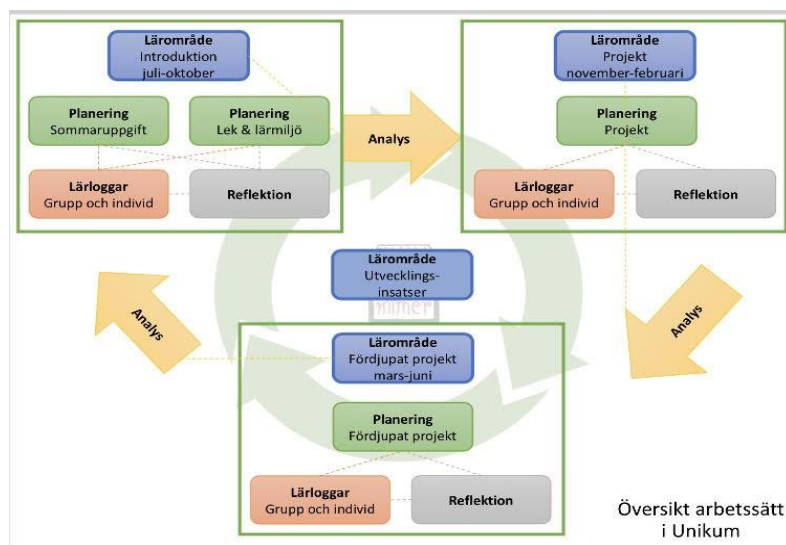 Lärområde
Introduktion
juli-oktober
Planering
Sommaruppgift
Planering
Lek & lärmiljö
Lärloggar
Grupp och individ
Reflektion
Analys
Lärområde
Projekt
november-februari
Planering
Projekt
Lärloggar
Grupp och individ
Reflektion
Analys
Lärområde
Utvecklings-
insatser
mimer
Lärområde
Fördjupat projekt
mars-juni
Planering
Fördjupat projekt
Lärloggar
Grupp och individ
Reflektion
Analys
Översikt arbetssätt
i Unikum